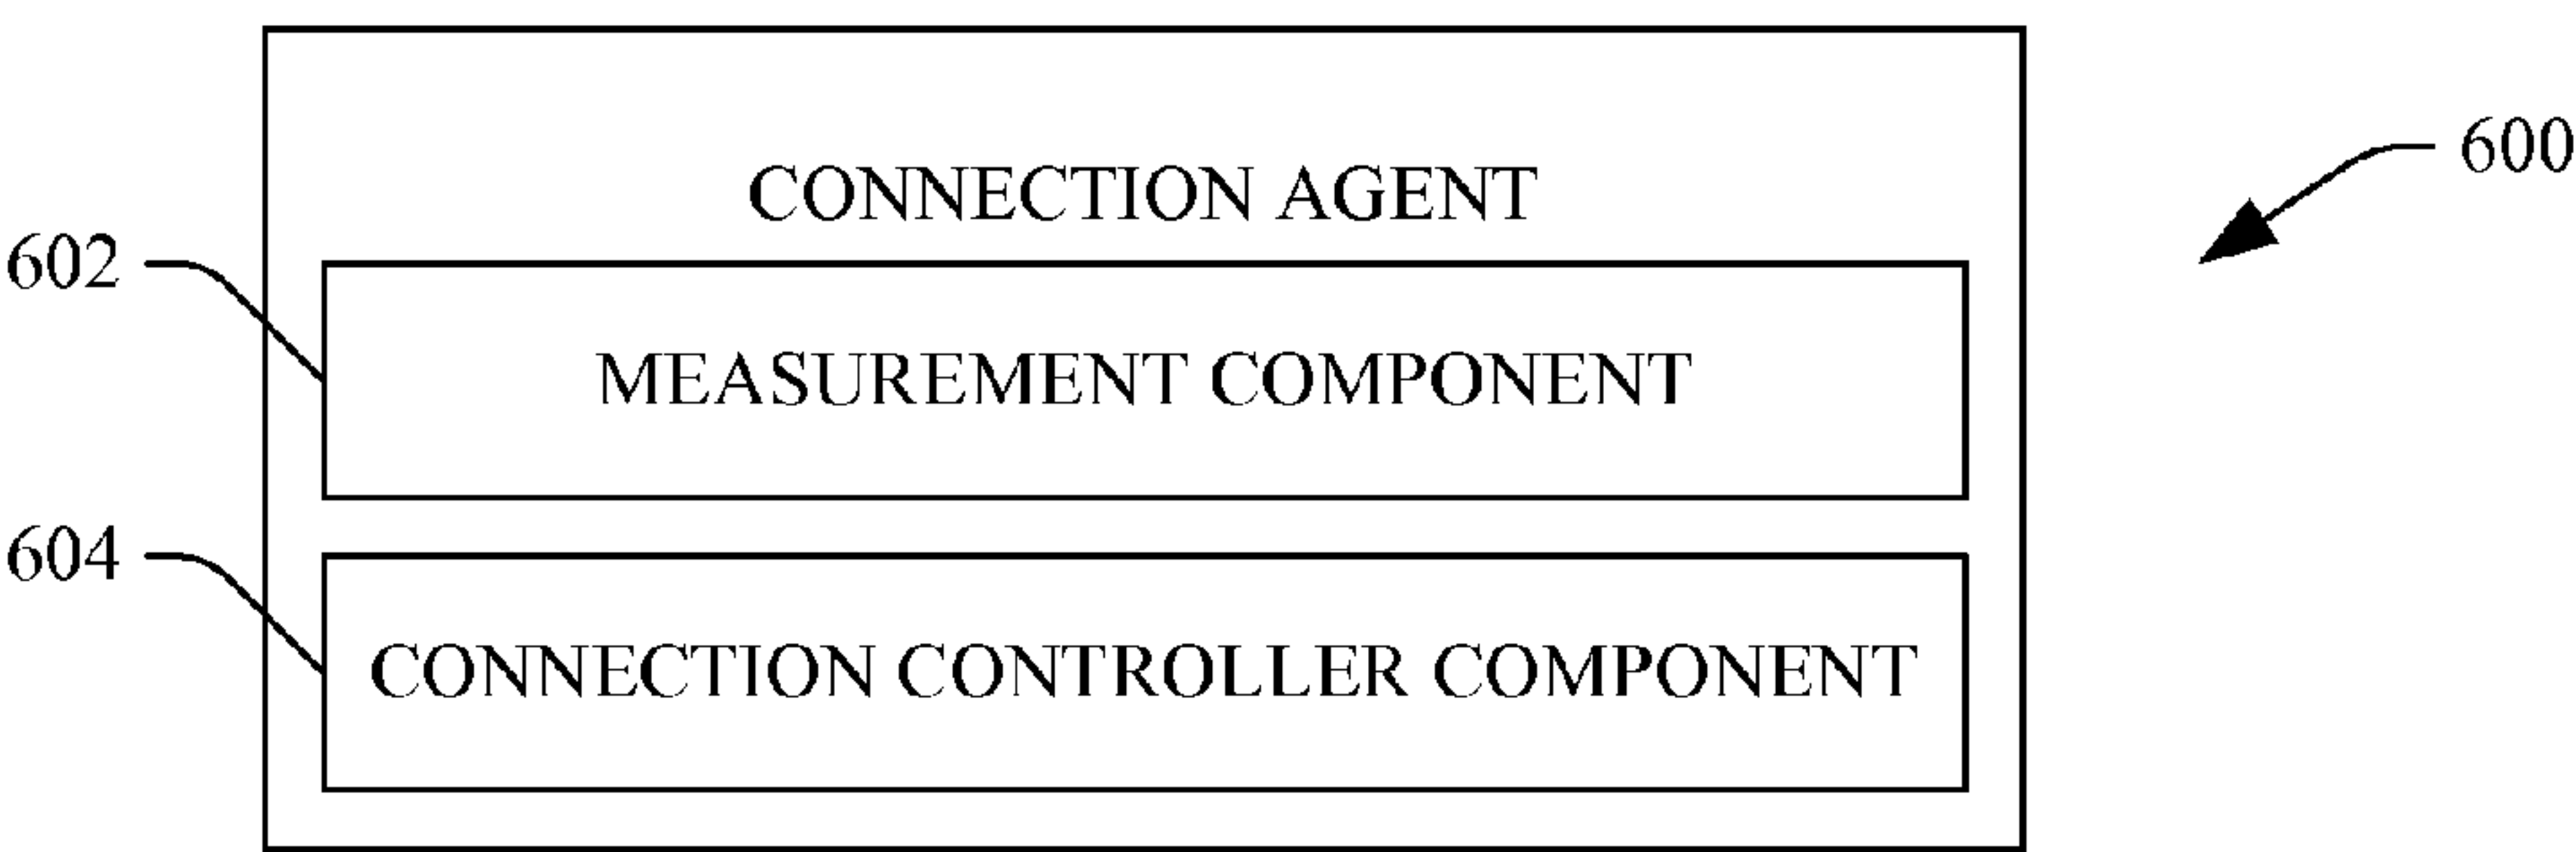 CONNECTION AGENT
600
602
MEASUREMENT COMPONENT
604
CONNECTION CONTROLLER COMPONENT